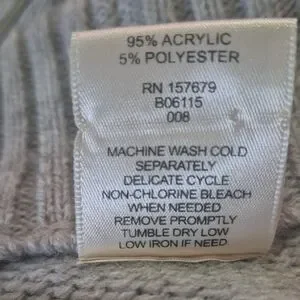 95% ACRYLIC
5% POLYESTER
RN 157679
B06115
008
MACHINE WASH COLD
SEPARATELY
DELICATE CYCLE
NON-CHLORINE BLEACH
WHEN NEEDED
REMOVE PROMPTLY
TUMBLE DRY LOW
LOW IRON IF NEED